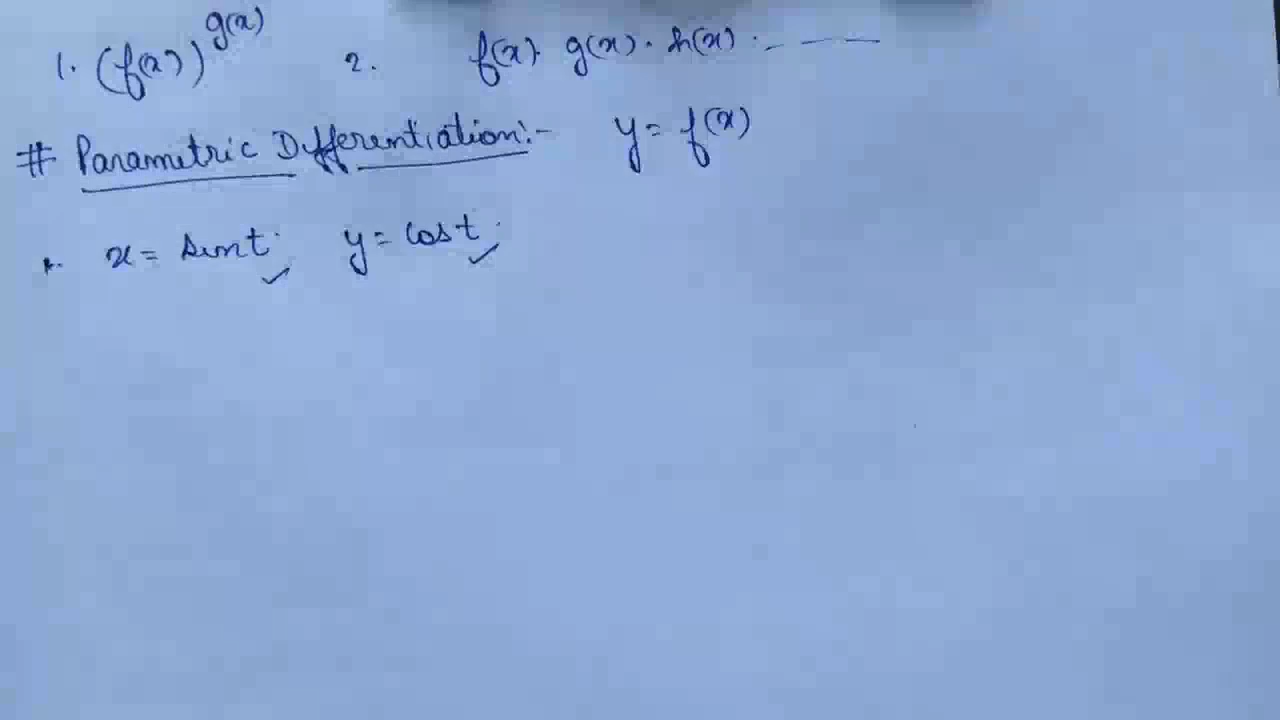 1. (f(x))^g(x) 2. f(x). g(x). h(x). - — —
# Parametric Differentiation:- y = f(x)
x = sint. y = cost.